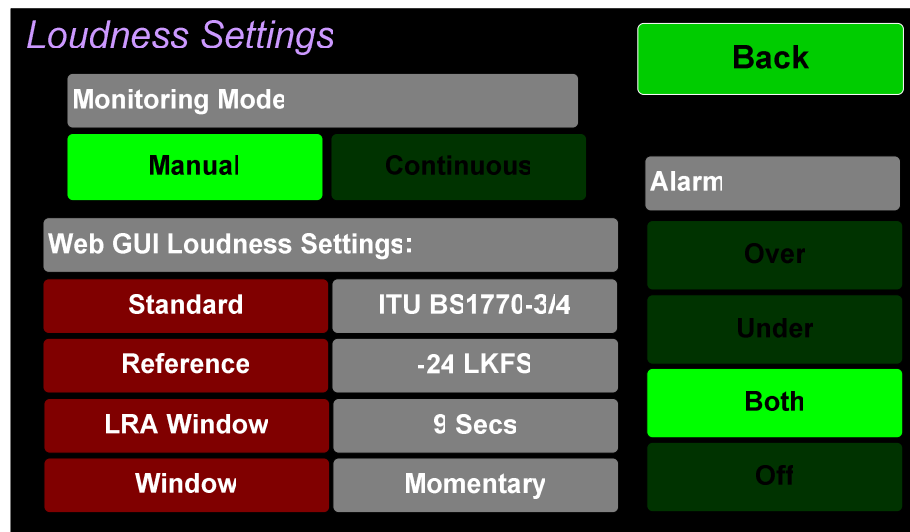 Loudness Settings
Back
Monitoring Mode
Manual
Continuous
Alarm
Web GUI Loudness Settings:
Over
Standard
ITU BS1770-3/4
Under
Reference
-24 LKFS
Both
LRA Window
9 Secs
Off
Window
Momentary